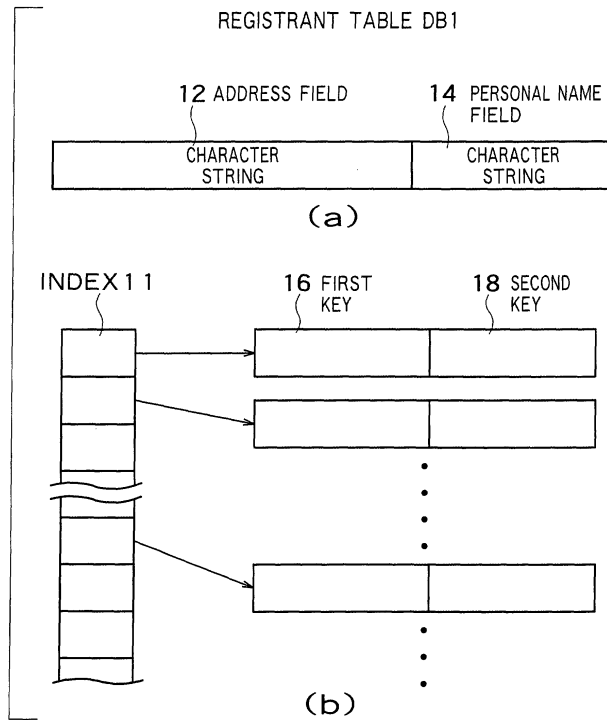 REGISTRANT TABLE DB1
12 ADDRESS FIELD
14 PERSONAL NAME
FIELD
CHARACTER
STRING
CHARACTER
STRING
(a)
INDEX11
16 FIRST
KEY
18 SECOND
KEY
(b)